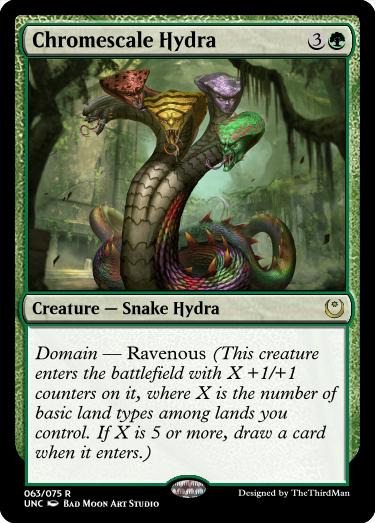 Chromescale Hydra 3
Creature — Snake Hydra
Domain — Ravenous (This creature
enters the battlefield with X +1/+1
counters on it, where X is the number of
basic land types among lands you
control. If X is 5 or more, draw a card
when it enters.)
063/075 R
UNC Bad Moon Art Studio
Designed by TheThirdMan